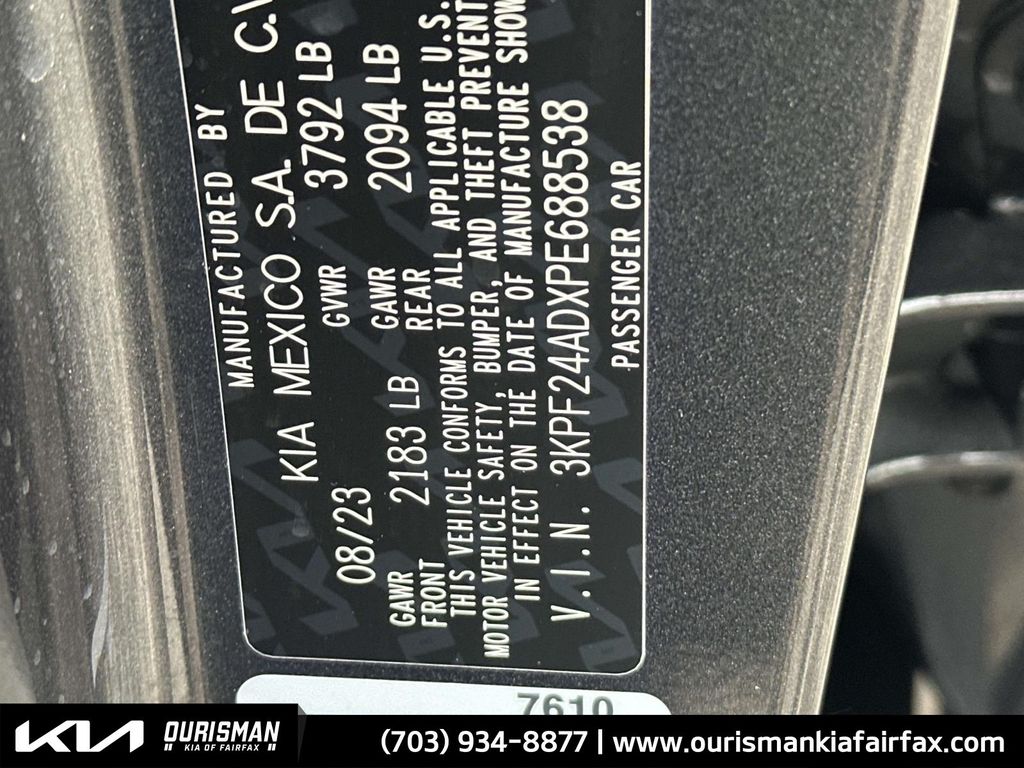 MANUFACTURED BY
KIA MEXICO S.A. DE C.V
08/23 GVWR 3792 LB
GAWR FRONT 2183 LB GAWR REAR 2094 LB
THIS VEHICLE CONFORMS TO ALL APPLICABLE U.S.
MOTOR VEHICLE SAFETY, BUMPER, AND THEFT PREVENT
IN EFFECT ON THE DATE OF MANUFACTURE SHOW
V.I.N. 3KPF24ADXPE688538
PASSENGER CAR
7610
KIA OURISMAN
KIA OF FAIRFAX
(703) 934-8877 | www.ourismankiafairfax.com